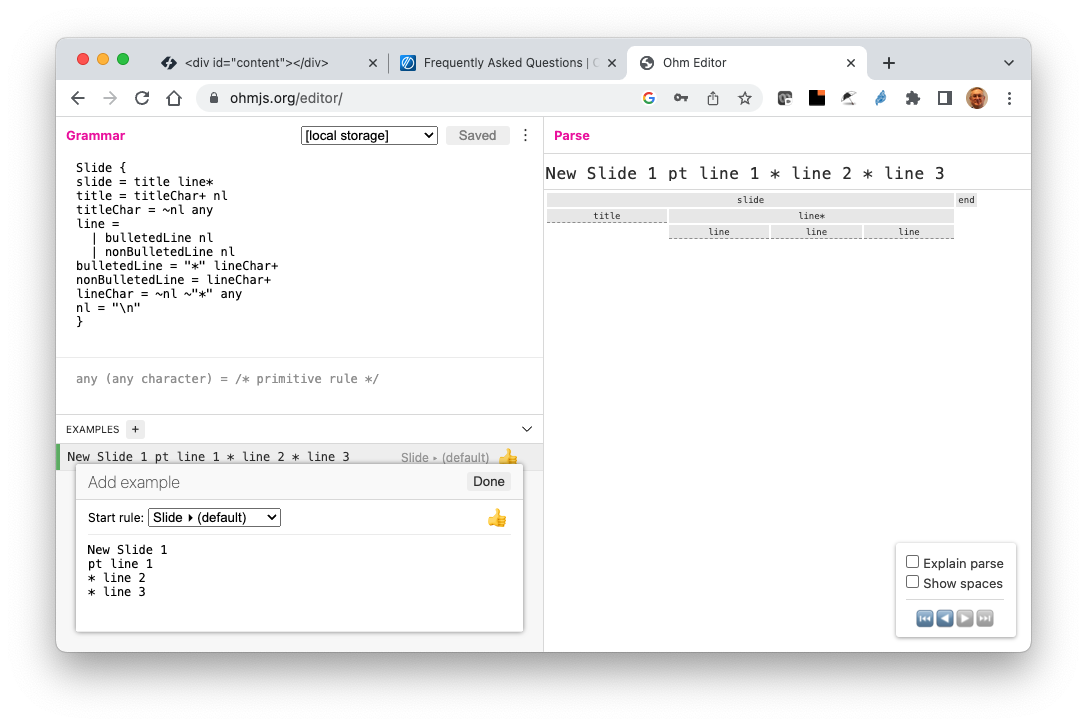 <div id="content"></div>
Frequently Asked Questions | C
Ohm Editor
ohmjs.org/editor/
Grammar
[local storage]
Saved
Parse
Slide {
slide = title line*
title = titleChar+ nl
titleChar = ~nl any
line =
  | bulletedLine nl
  | nonBulletedLine nl
bulletedLine = "*" lineChar+
nonBulletedLine = lineChar+
lineChar = ~nl ~"*" any
nl = "\n"
}
any (any character) = /* primitive rule */
EXAMPLES +
New Slide 1 pt line 1 * line 2 * line 3
Slide ‣ (default) 👍
Add example
Done
Start rule: Slide ‣ (default) 👍
New Slide 1
pt line 1
* line 2
* line 3
New Slide 1 pt line 1 * line 2 * line 3
slide end
title line*
line line line
Explain parse
Show spaces